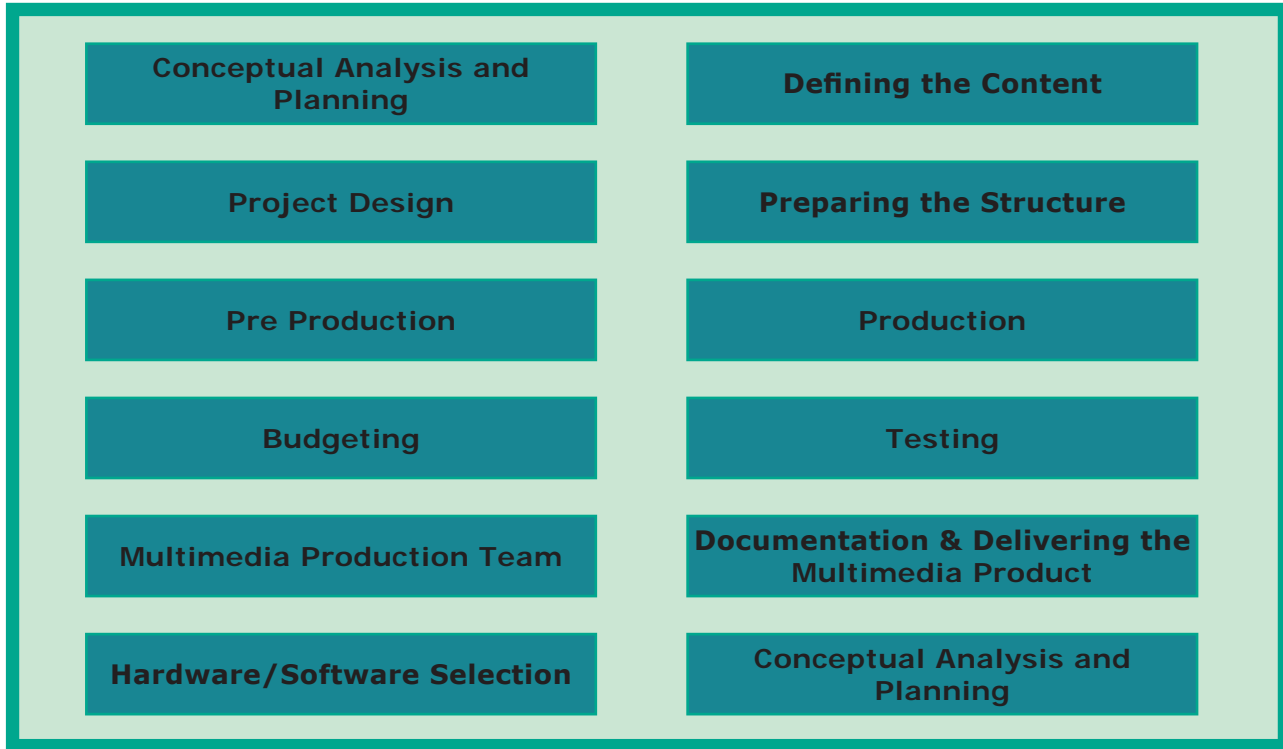 Conceptual Analysis and
Planning
Project Design
Pre Production
Budgeting
Multimedia Production Team
Hardware/Software Selection
Defining the Content
Preparing the Structure
Production
Testing
Documentation & Delivering the
Multimedia Product
Conceptual Analysis and
Planning